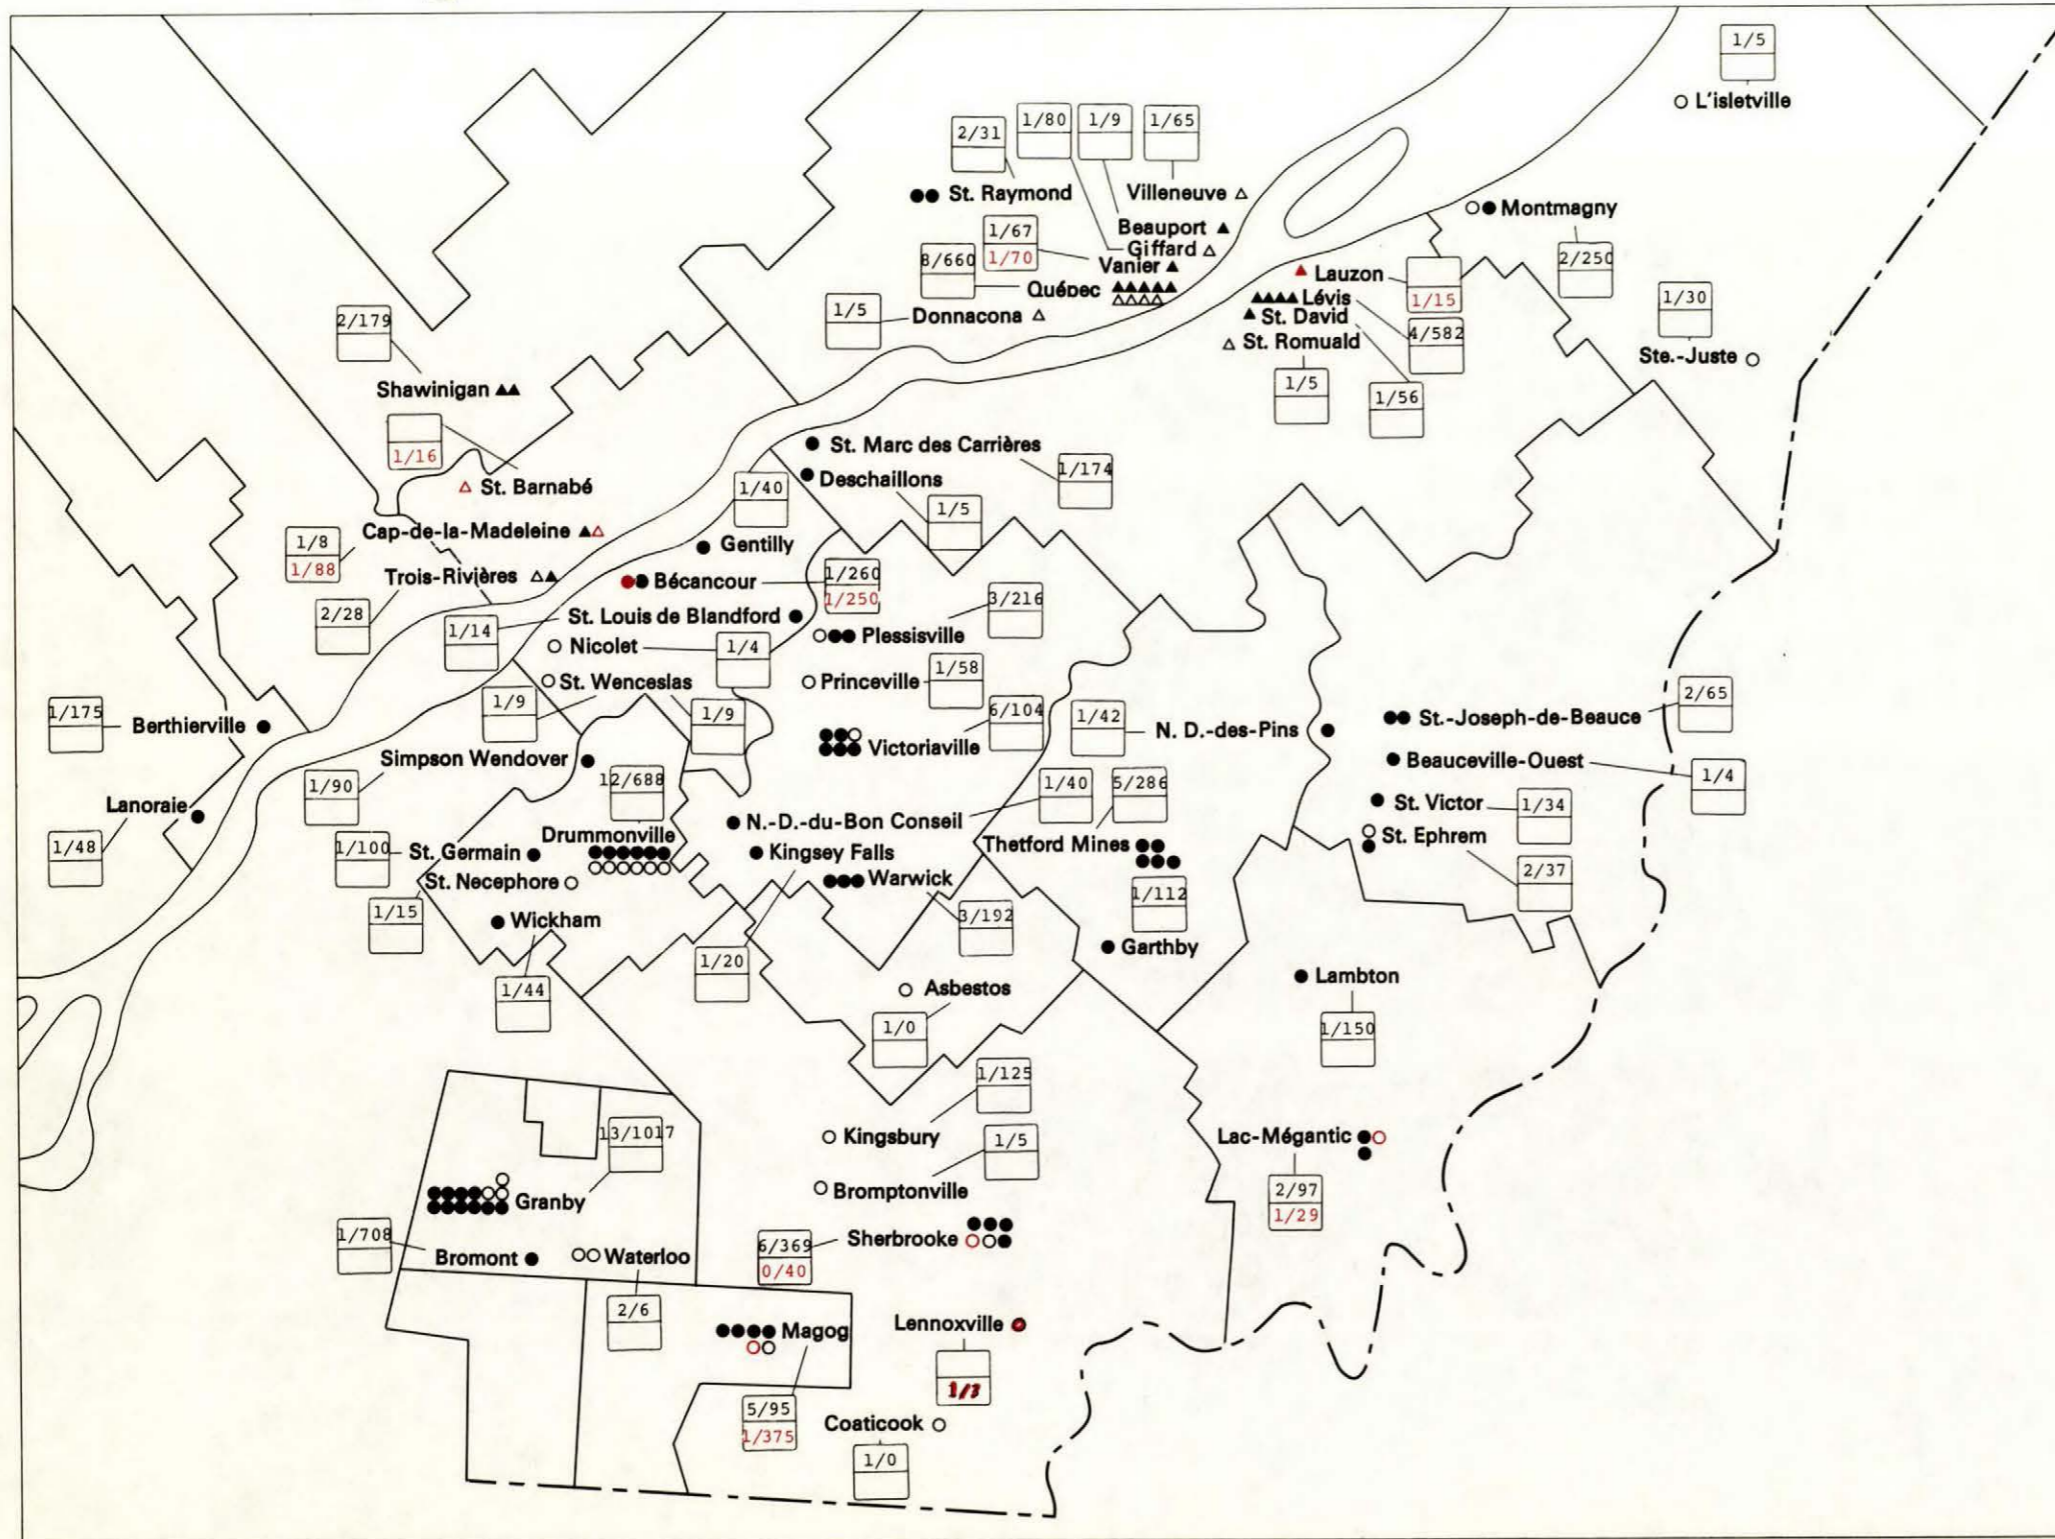 1/5
L'isletville
2/31
1/80
1/9
1/65
St. Raymond
Villeneuve
Beauport
Giffard
1/67
1/70
Vanier
8/660
Québec
1/5
Donnacona
Montmagny
2/250
Lauzon
1/15
Lévis
4/582
St. David
1/56
St. Romuald
1/5
1/30
Ste.-Juste
2/179
Shawinigan
1/16
St. Barnabé
1/8
1/88
Cap-de-la-Madeleine
Trois-Rivières
2/28
St. Marc des Carrières
1/174
Deschaillons
1/5
1/40
Gentilly
Bécancour
1/260
1/250
St. Louis de Blandford
1/14
3/216
Plessisville
Nicolet
1/4
Princeville
1/58
St. Wenceslas
1/9
1/9
6/104
Victoriaville
1/42
N. D.-des-Pins
2/65
St.-Joseph-de-Beauce
Beauceville-Ouest
1/4
St. Victor
1/34
St. Ephrem
2/37
1/175
Berthierville
Simpson Wendover
1/90
12/688
Drummonville
Lanoraie
1/48
1/100
St. Germain
St. Necephore
1/15
Wickham
1/44
N.-D.-du-Bon Conseil
1/40
5/286
Thetford Mines
Kingsey Falls
1/20
Warwick
3/192
1/112
Garthby
Asbestos
1/0
Lambton
1/150
1/125
Kingsbury
1/5
Bromptonville
13/1017
Granby
1/708
Bromont
Waterloo
2/6
Sherbrooke
6/369
0/40
Lac-Mégantic
2/97
1/29
Magog
5/95
1/375
Lennoxville
Coaticook
1/0